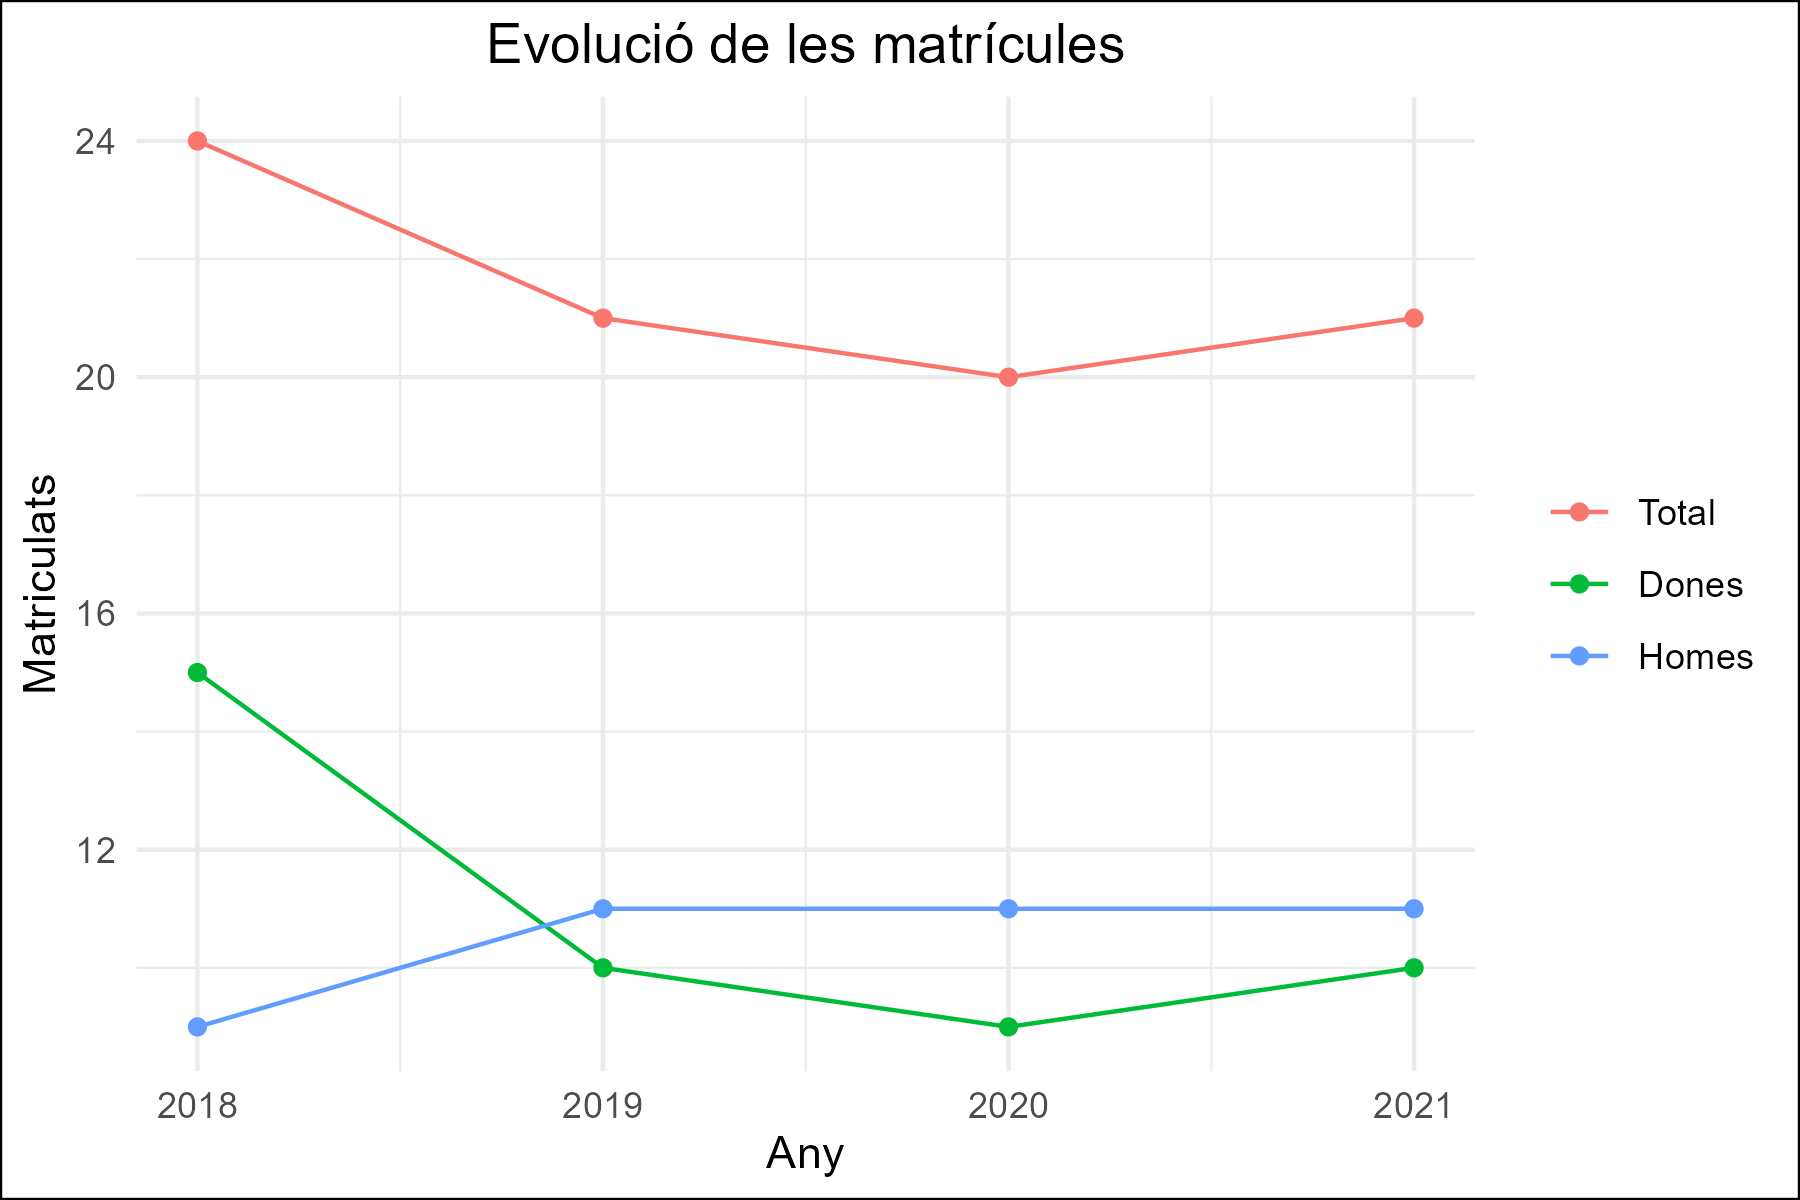 Evolució de les matrícules
24
20
16
12
Matriculats
2018
2019
2020
2021
Any
Total
Dones
Homes